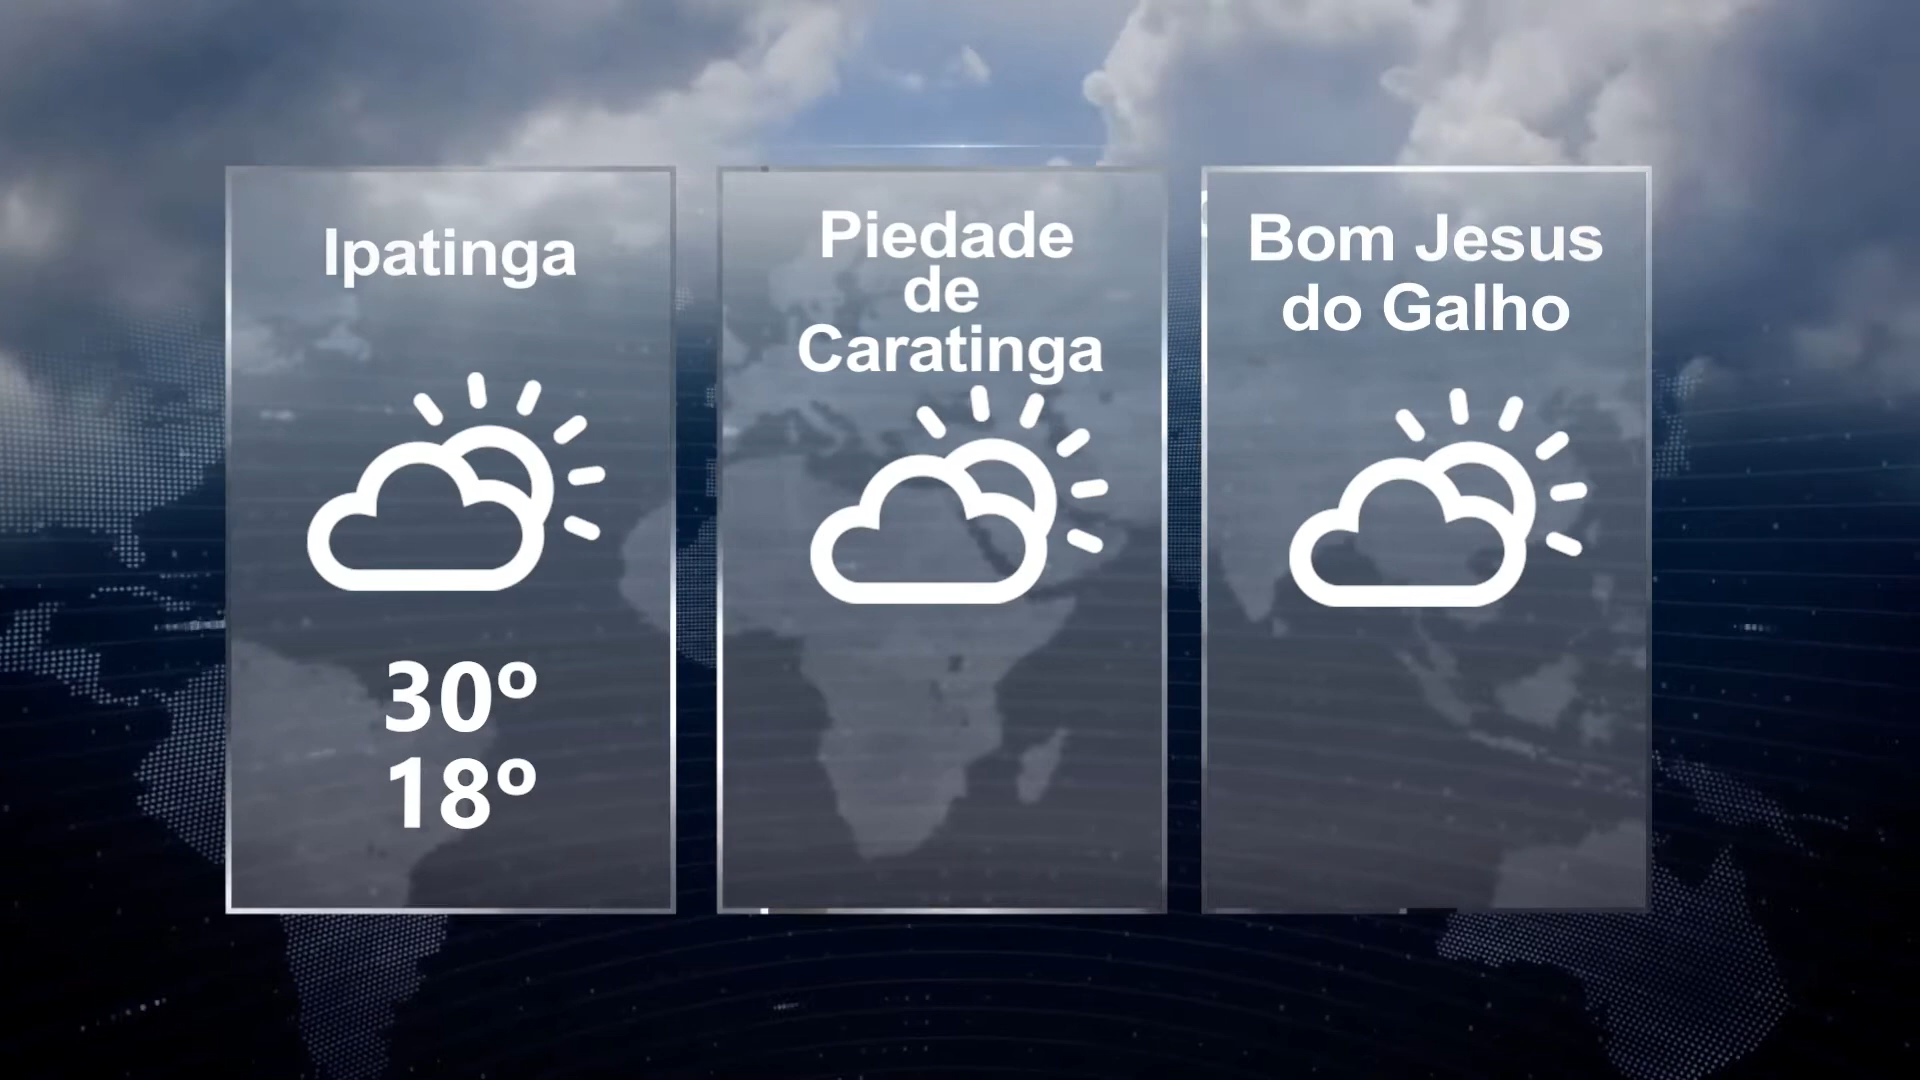 Ipatinga
30º
18º
Piedade
de
Caratinga
Bom Jesus
do Galho